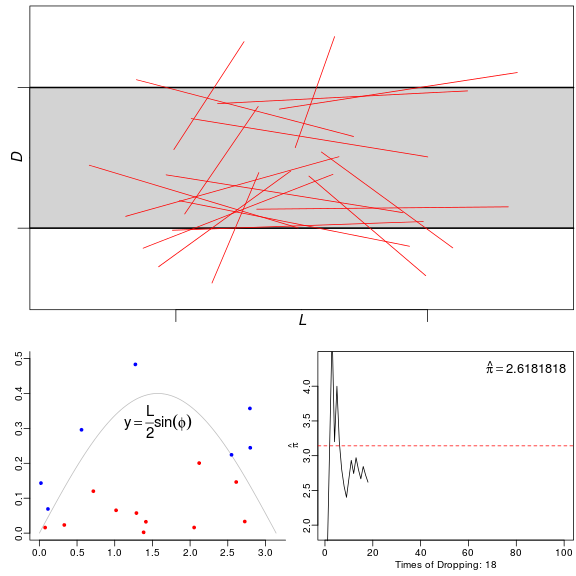 D
L
0.5
0.4
0.3
0.2
0.1
0.0
y = L/2 sin(ϕ)
0.0 0.5 1.0 1.5 2.0 2.5 3.0
π̂ = 2.6181818
4.0
3.5
3.0
2.5
2.0
π̂
0 20 40 60 80 100
Times of Dropping: 18